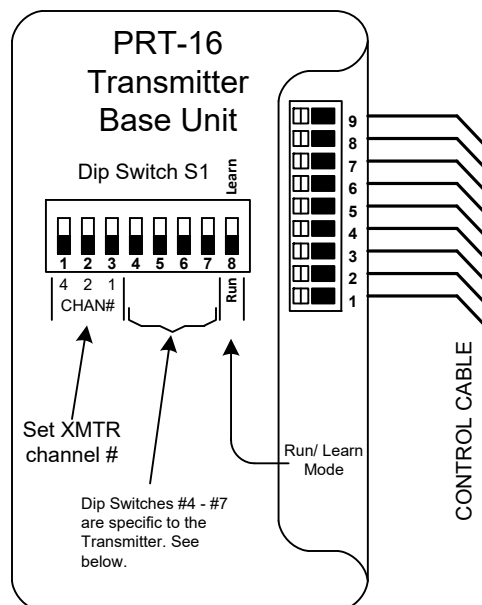 PRT-16
Transmitter
Base Unit
Dip Switch S1
Learn
1 2 3 4 5 6 7 8
4 2 1
CHAN#
Run
Set XMTR
channel #
Dip Switches #4 - #7
are specific to the
Transmitter. See
below.
Run/ Learn
Mode
9
8
7
6
5
4
3
2
1
CONTROL CABLE